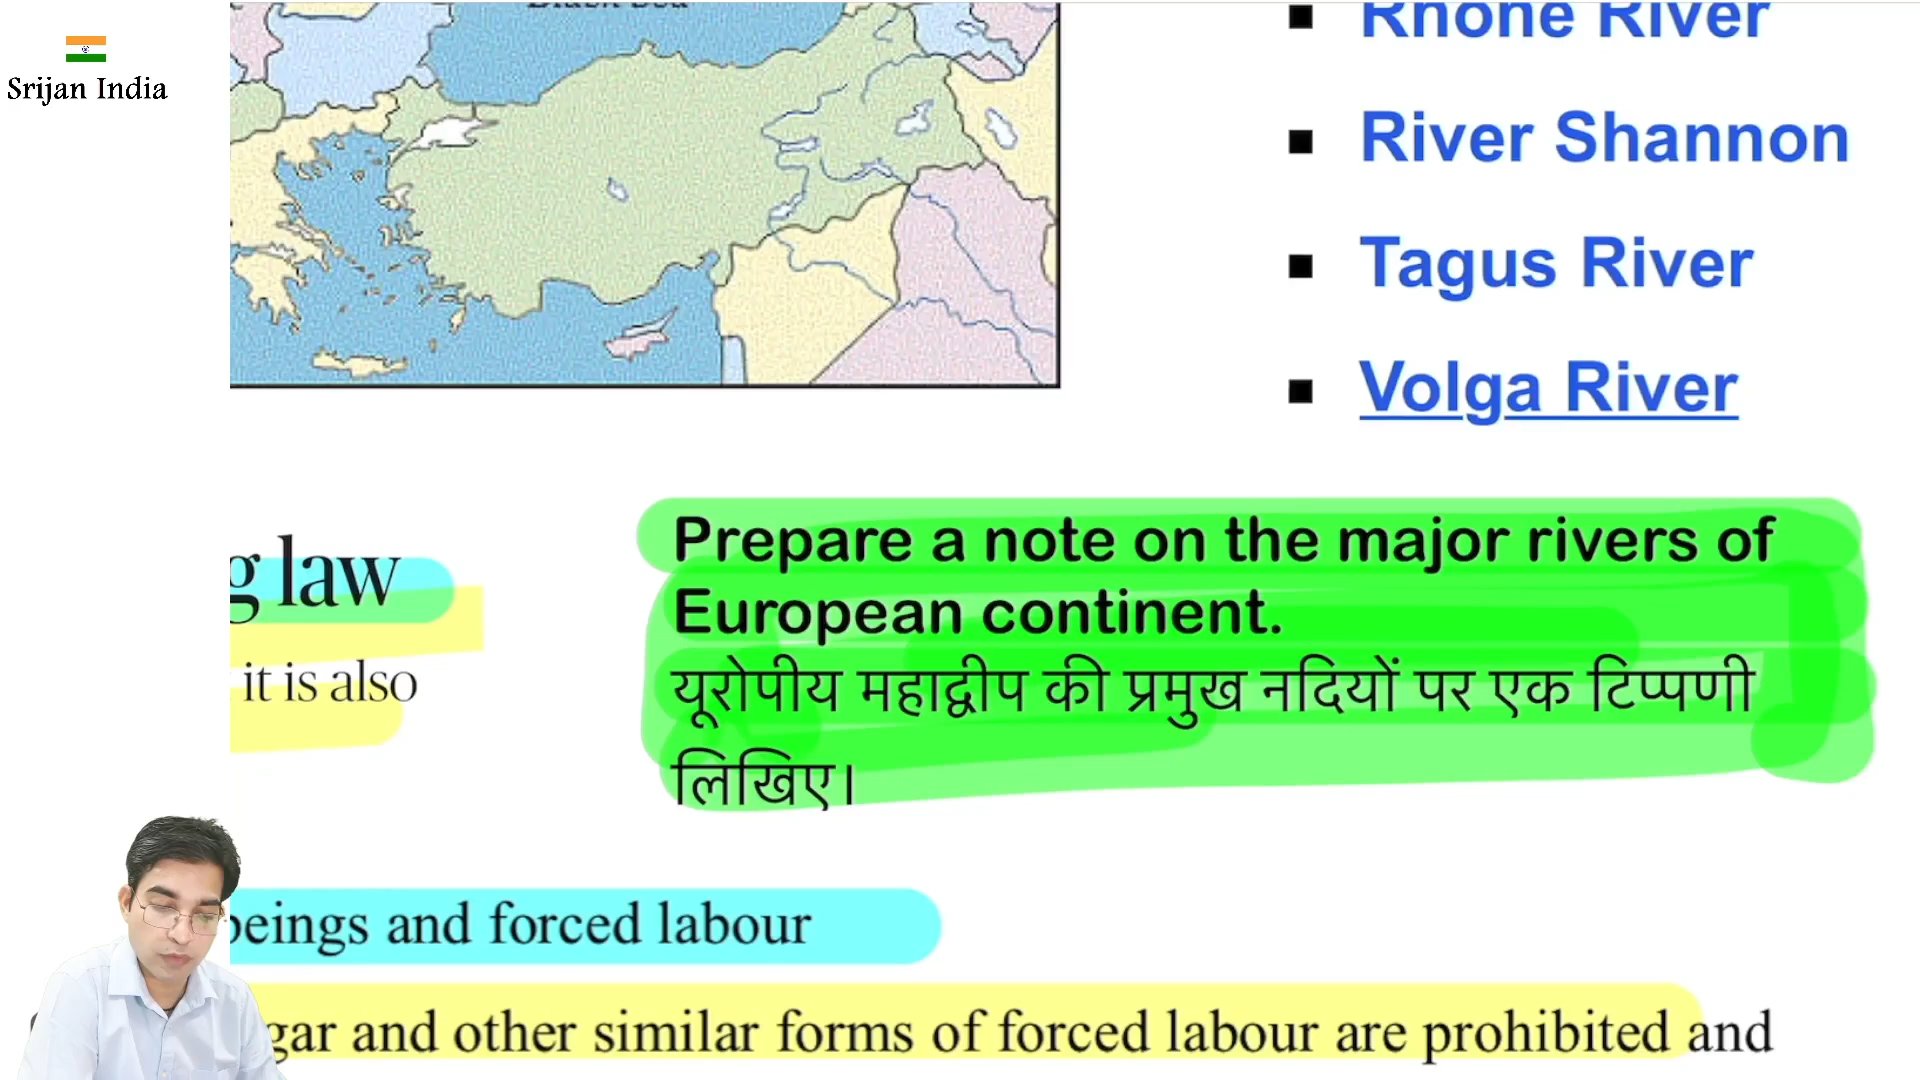 Black Sea
Rhone River
Srijan India
River Shannon
Tagus River
Volga River
Prepare a note on the major rivers of
European continent.
यूरोपीय महाद्वीप की प्रमुख नदियों पर एक टिप्पणी
लिखिए।
g law
it is also
beings and forced labour
gar and other similar forms of forced labour are prohibited and